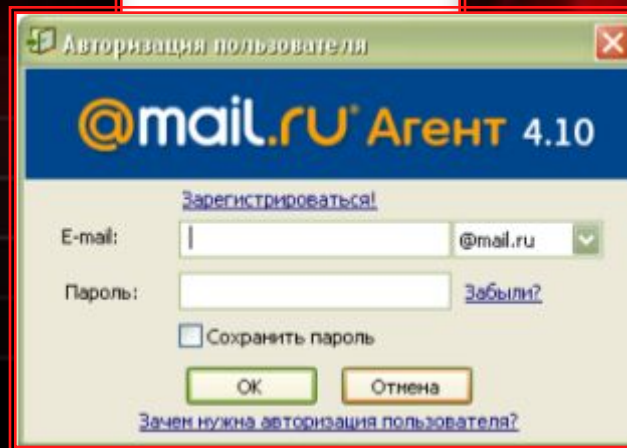 Авторизация пользователя
@mail.ru® Агент 4.10
Зарегистрироваться!
E-mail: @mail.ru
Пароль: Забыли?
Сохранить пароль
OK Отмена
Зачем нужна авторизация пользователя?